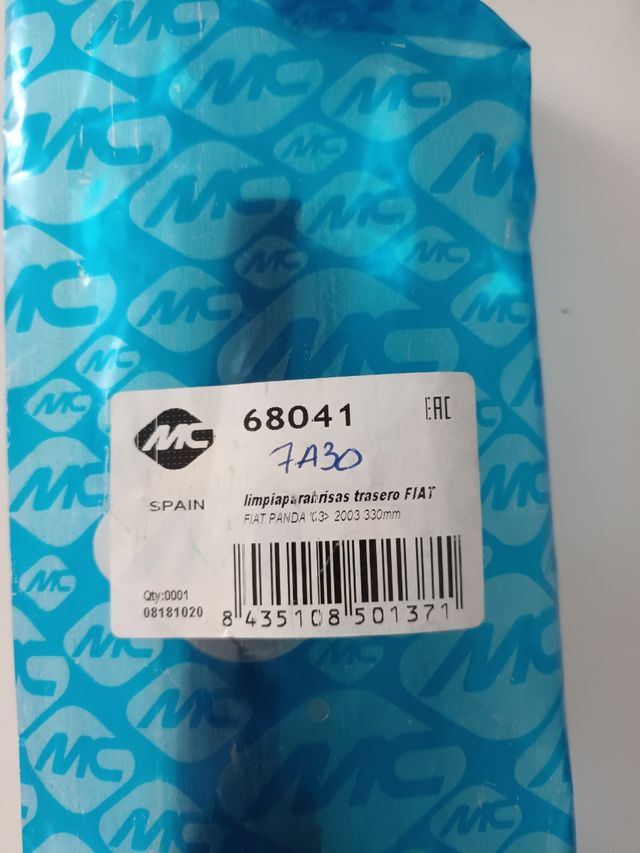 MC
68041
EAC
7A30
SPAIN
limpiaparabrisas trasero FIAT
FIAT PANDA '03> 2003 330mm
Qty:0001
08181020
8 435108 501371